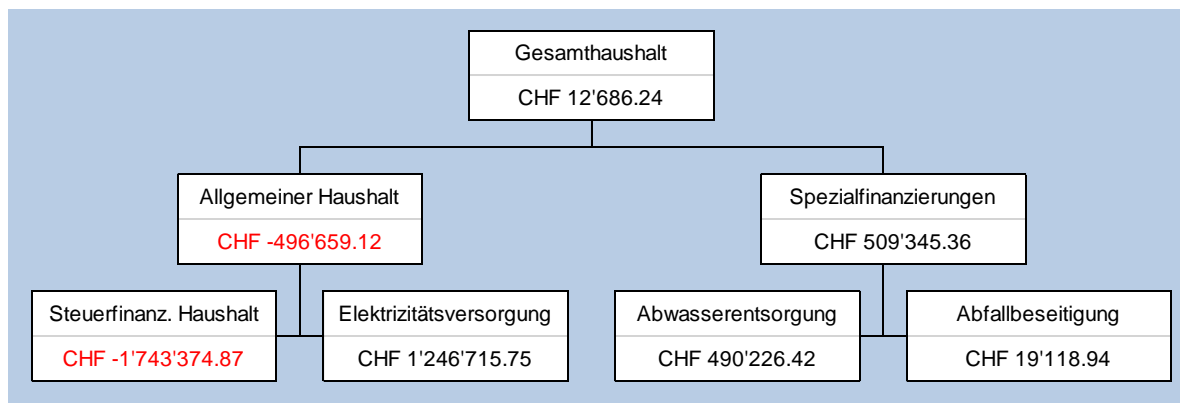 Gesamthaushalt
CHF 12'686.24
Allgemeiner Haushalt
CHF -496'659.12
Spezialfinanzierungen
CHF 509'345.36
Steuerfinanz. Haushalt
CHF -1'743'374.87
Elektrizitätsversorgung
CHF 1'246'715.75
Abwasserentsorgung
CHF 490'226.42
Abfallbeseitigung
CHF 19'118.94